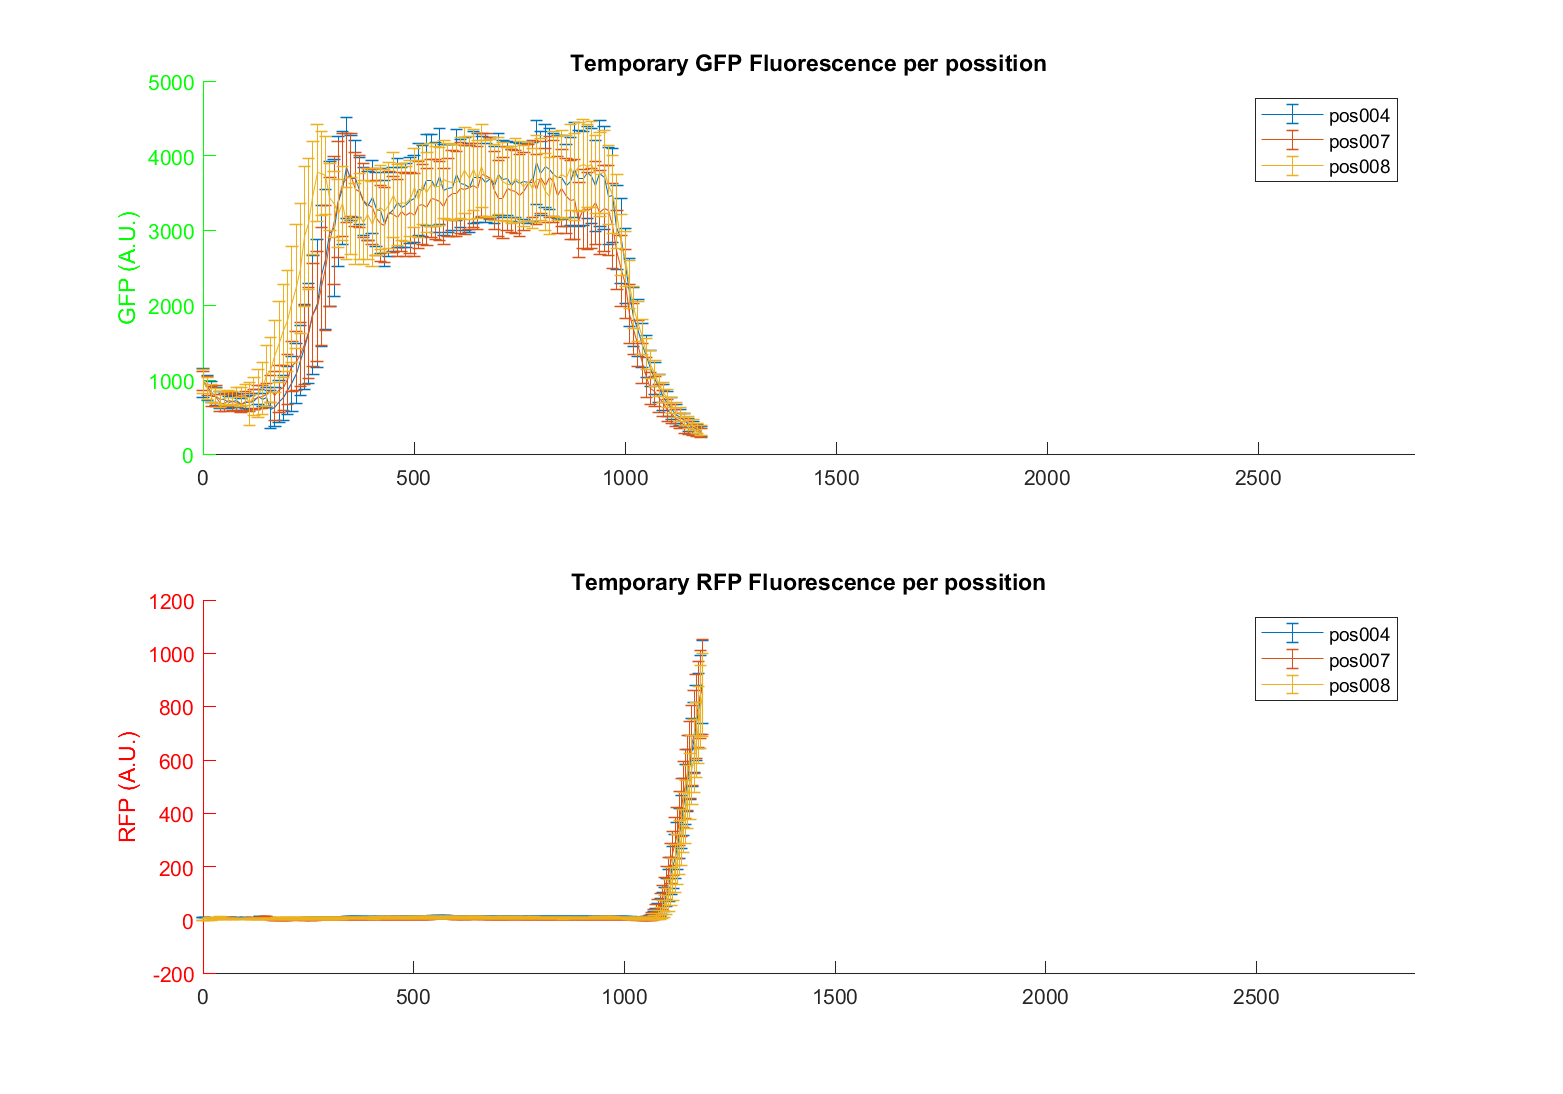 Temporary GFP Fluorescence per possition
5000
4000
3000
2000
1000
0
GFP (A.U.)
0 500 1000 1500 2000 2500
pos004
pos007
pos008
Temporary RFP Fluorescence per possition
1200
1000
800
600
400
200
0
-200
RFP (A.U.)
0 500 1000 1500 2000 2500
pos004
pos007
pos008